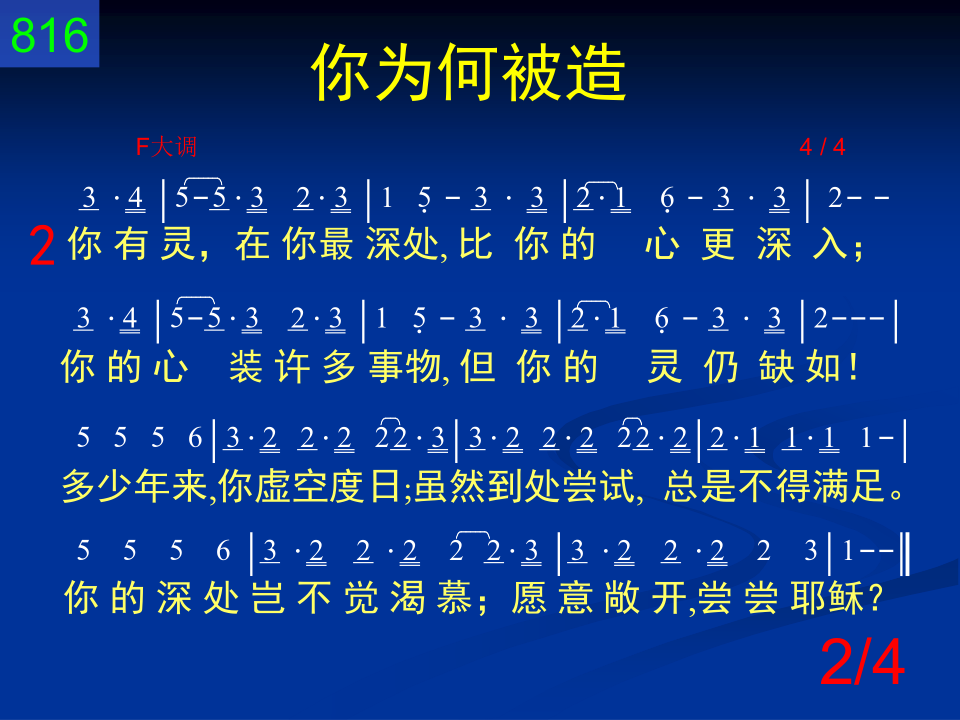 816
你为何被造
F大调 4 / 4
3 · 4 | 5 - 5 · 3 2 · 3 | 1 5̣ - 3 · 3 | 2 · 1 6̣ - 3 · 3 | 2 - -
2 你有灵，在你最深处, 比你的心更深入；
3 · 4 | 5 - 5 · 3 2 · 3 | 1 5̣ - 3 · 3 | 2 · 1 6̣ - 3 · 3 | 2 - - - |
你的心装许多事物, 但你的灵仍缺如！
5 5 5 6 | 3 · 2 2 · 2 2 2 · 3 | 3 · 2 2 · 2 2 2 · 2 | 2 · 1 1 · 1 1 - |
多少年来,你虚空度日;虽然到处尝试, 总是不得满足。
5 5 5 6 | 3 · 2 2 · 2 2 2 · 3 | 3 · 2 2 · 2 2 3 | 1 - - ‖
你的深处岂不觉渴慕；愿意敞开,尝尝耶稣？
2/4